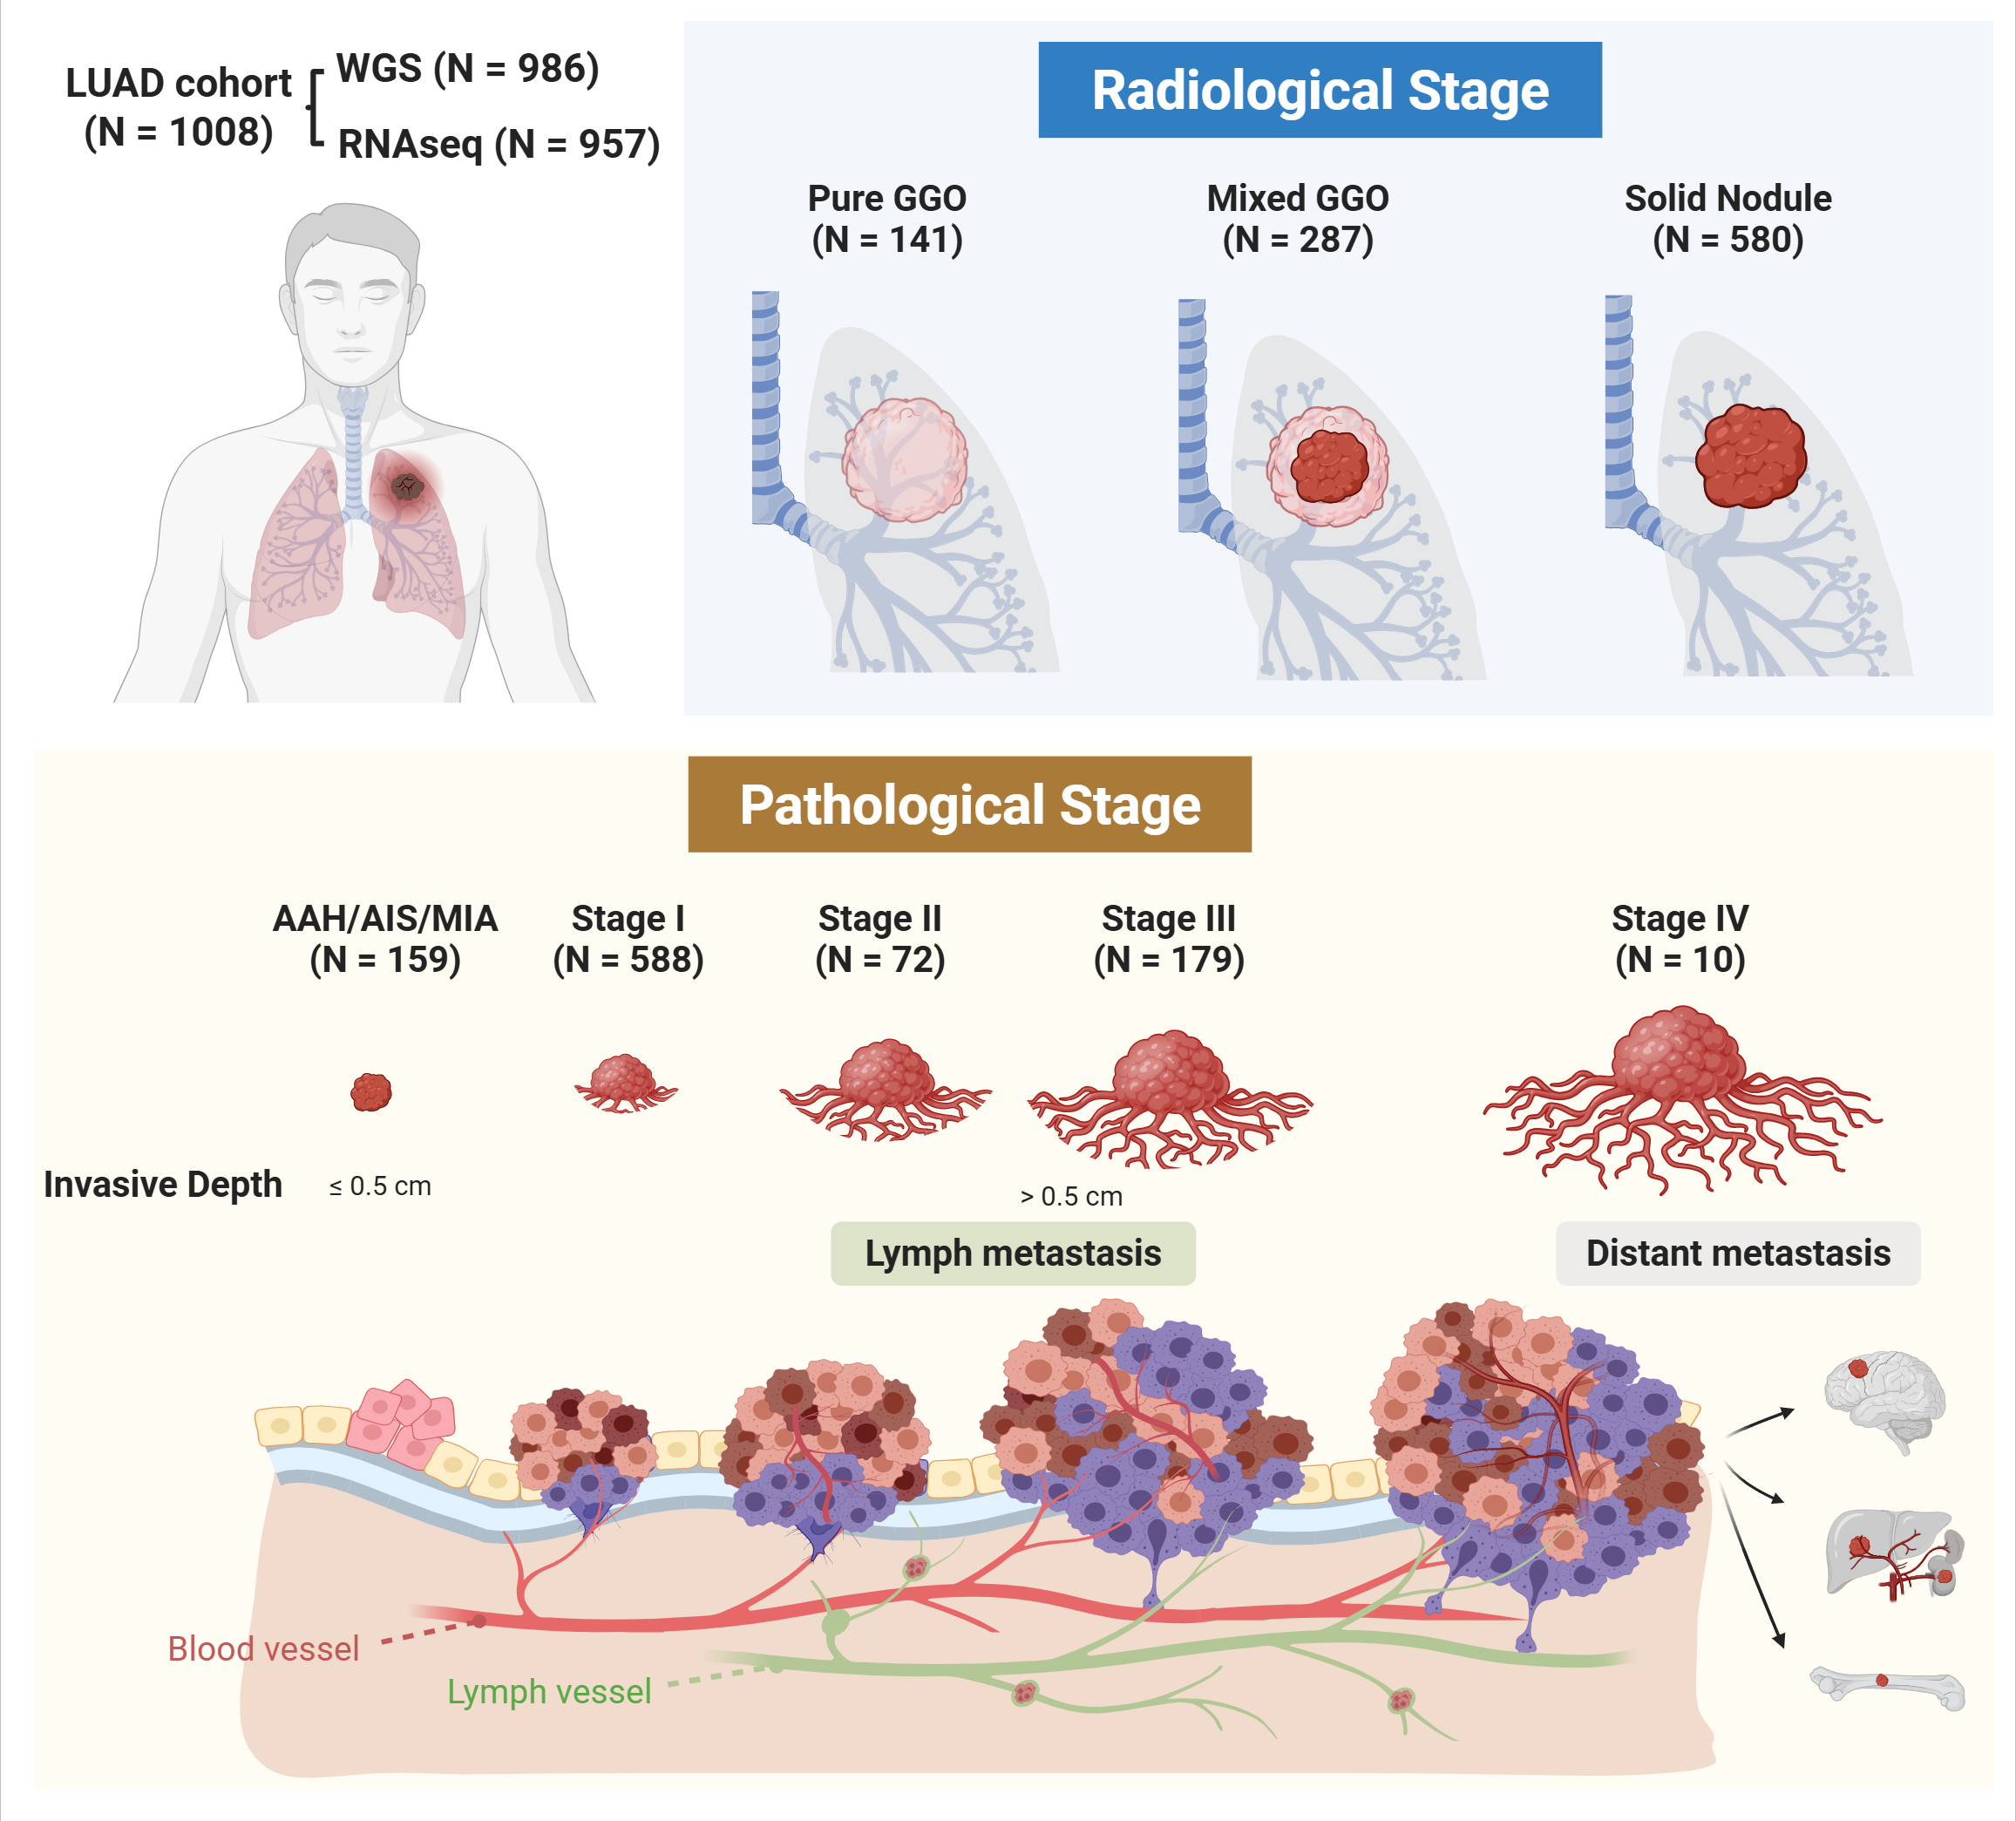 LUAD cohort
(N = 1008)
WGS (N = 986)
RNAseq (N = 957)
Radiological Stage
Pure GGO
(N = 141)
Mixed GGO
(N = 287)
Solid Nodule
(N = 580)
Pathological Stage
AAH/AIS/MIA
(N = 159)
Stage I
(N = 588)
Stage II
(N = 72)
Stage III
(N = 179)
Stage IV
(N = 10)
Invasive Depth
≤ 0.5 cm
> 0.5 cm
Lymph metastasis
Distant metastasis
Blood vessel
Lymph vessel